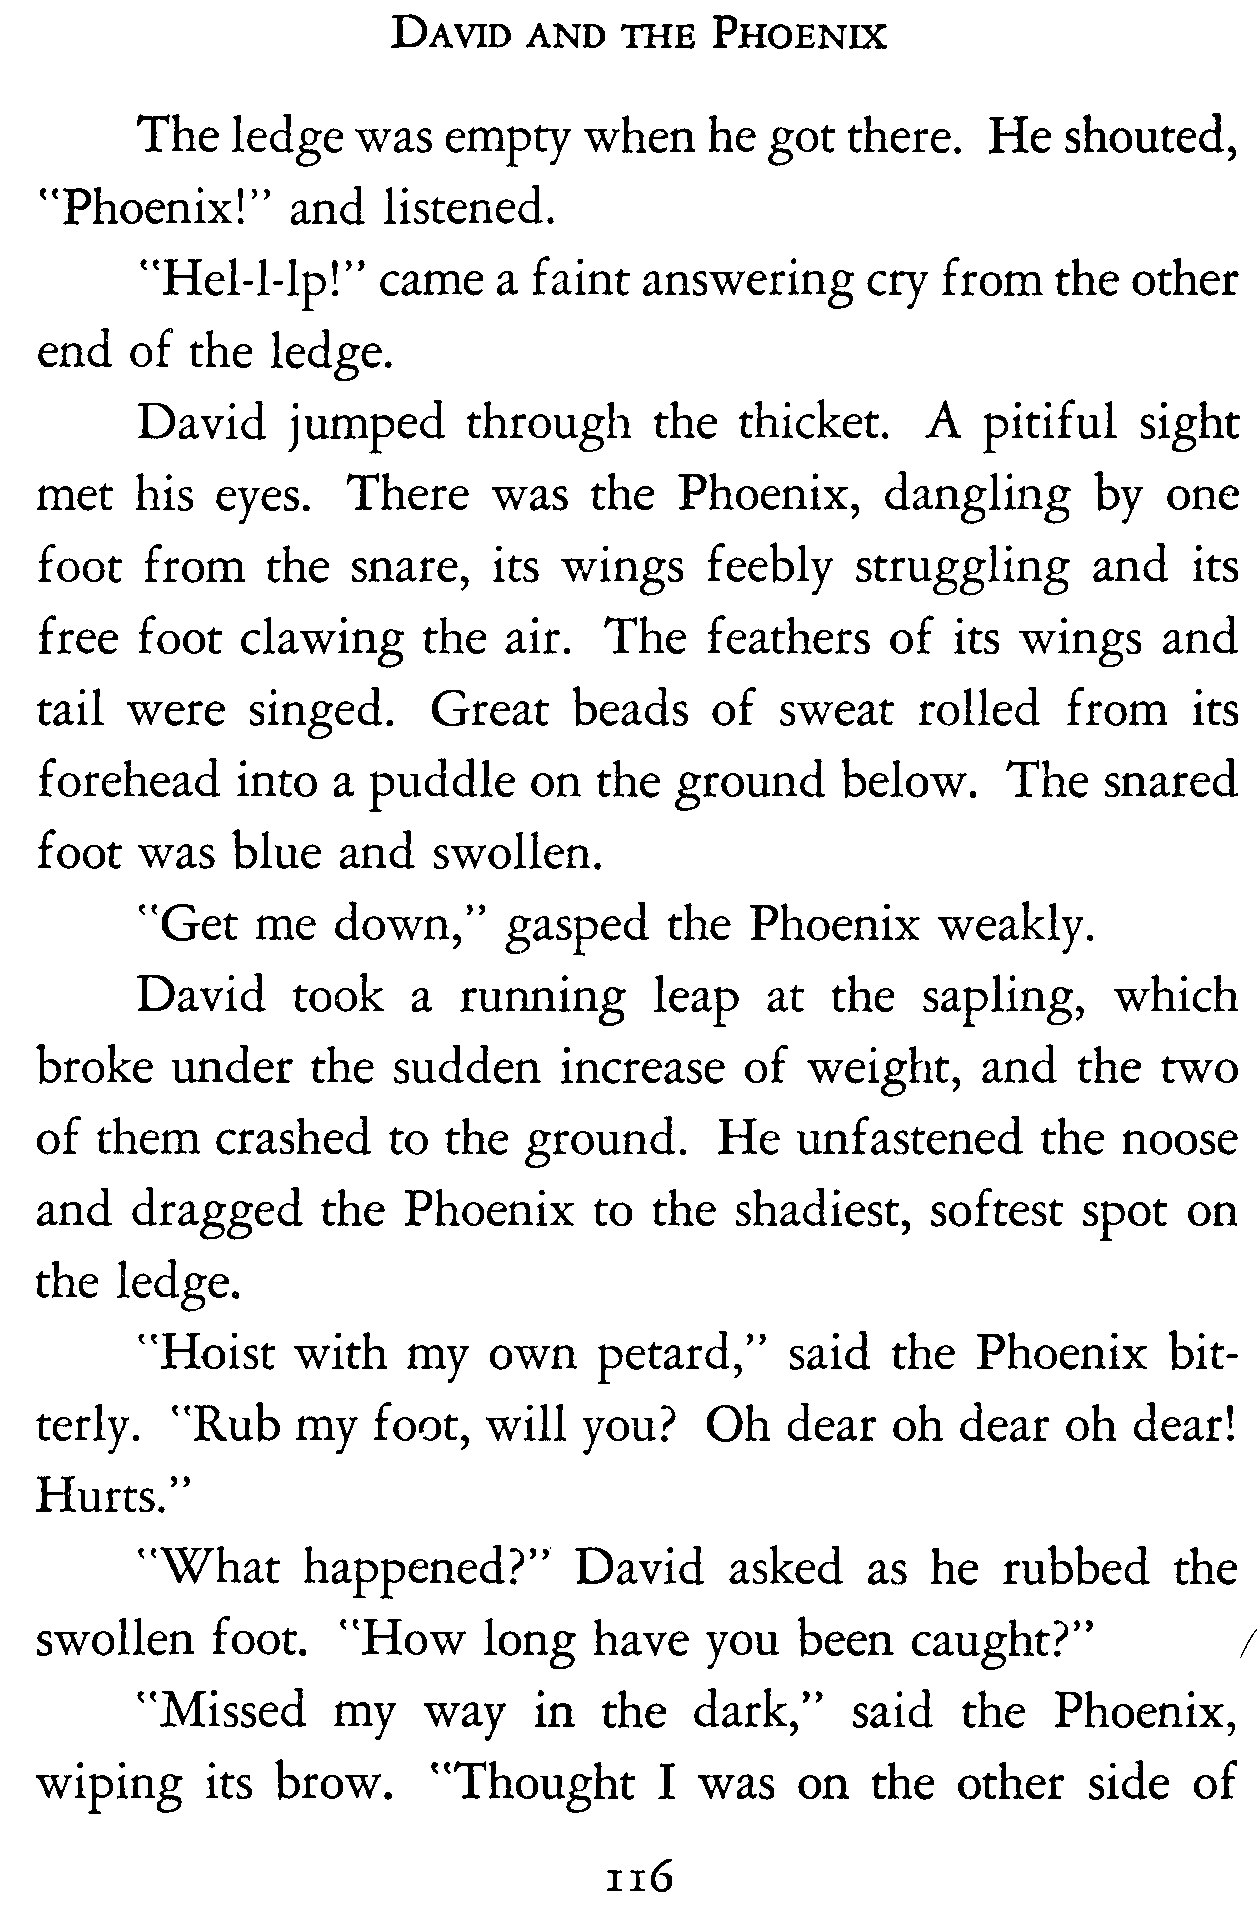 DAVID AND THE PHOENIX
The ledge was empty when he got there. He shouted,
"Phoenix!" and listened.
"Hel-l-lp!" came a faint answering cry from the other
end of the ledge.
David jumped through the thicket. A pitiful sight
met his eyes. There was the Phoenix, dangling by one
foot from the snare, its wings feebly struggling and its
free foot clawing the air. The feathers of its wings and
tail were singed. Great beads of sweat rolled from its
forehead into a puddle on the ground below. The snared
foot was blue and swollen.
"Get me down," gasped the Phoenix weakly.
David took a running leap at the sapling, which
broke under the sudden increase of weight, and the two
of them crashed to the ground. He unfastened the noose
and dragged the Phoenix to the shadiest, softest spot on
the ledge.
"Hoist with my own petard," said the Phoenix bit-
terly. "Rub my foot, will you? Oh dear oh dear oh dear!
Hurts."
"What happened?" David asked as he rubbed the
swollen foot. "How long have you been caught?"
"Missed my way in the dark," said the Phoenix,
wiping its brow. "Thought I was on the other side of
116